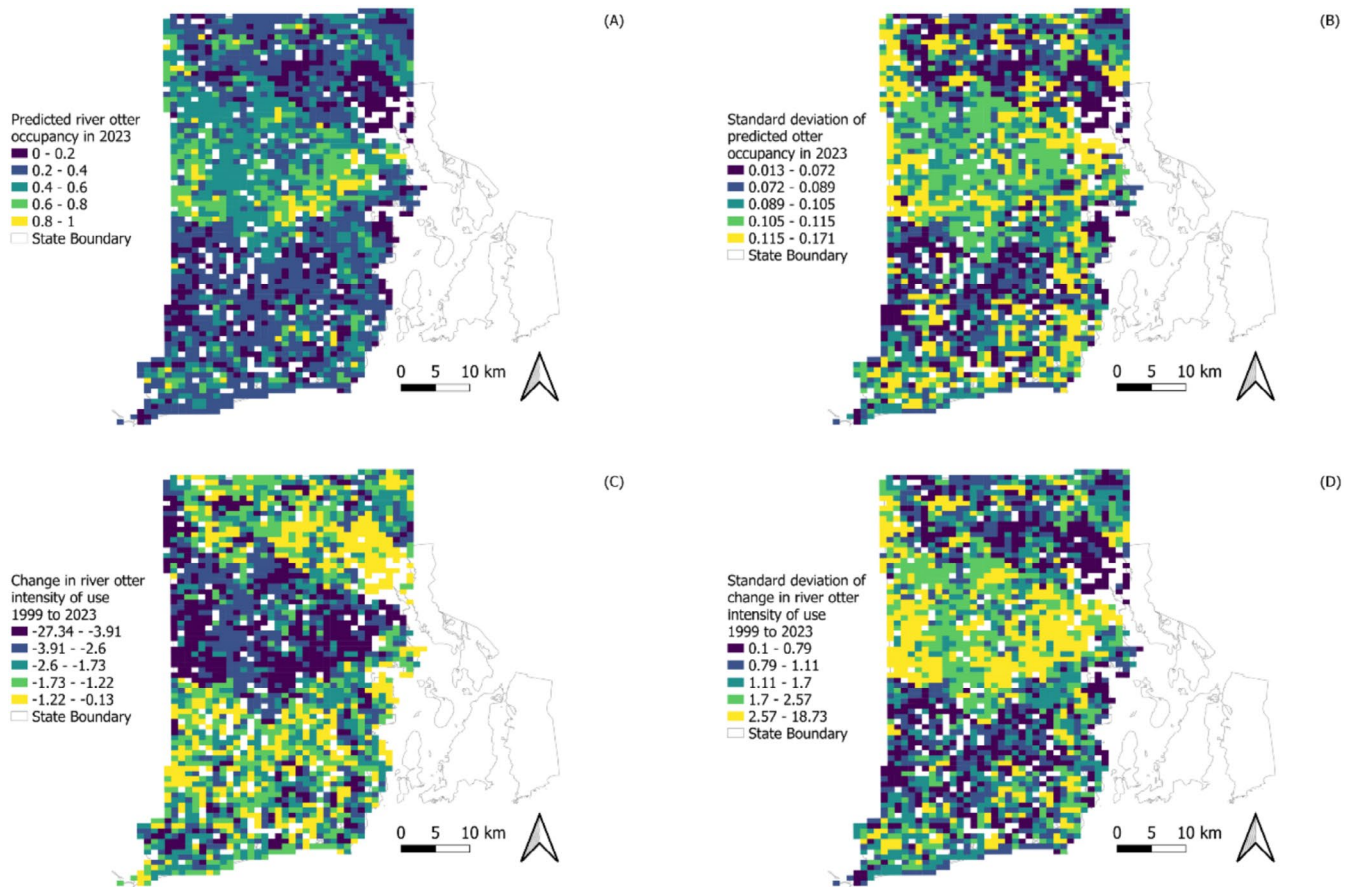 (A)
Predicted river otter
occupancy in 2023
0 - 0.2
0.2 - 0.4
0.4 - 0.6
0.6 - 0.8
0.8 - 1
State Boundary
0 5 10 km
(B)
Standard deviation of
predicted otter
occupancy in 2023
0.013 - 0.072
0.072 - 0.089
0.089 - 0.105
0.105 - 0.115
0.115 - 0.171
State Boundary
0 5 10 km
(C)
Change in river otter
intensity of use
1999 to 2023
-27.34 - -3.91
-3.91 - -2.6
-2.6 - -1.73
-1.73 - -1.22
-1.22 - -0.13
State Boundary
0 5 10 km
(D)
Standard deviation of
change in river otter
intensity of use
1999 to 2023
0.1 - 0.79
0.79 - 1.11
1.11 - 1.7
1.7 - 2.57
2.57 - 18.73
State Boundary
0 5 10 km